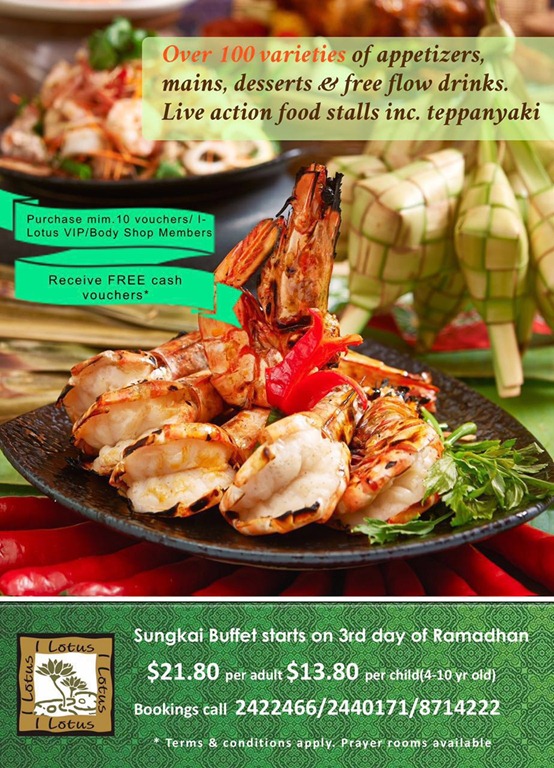 Over 100 varieties of appetizers,
mains, desserts & free flow drinks.
Live action food stalls inc. teppanyaki
Purchase mim.10 vouchers/ I-
Lotus VIP/Body Shop Members
Receive FREE cash
vouchers*
I Lotus
I Lotus
I Lotus
I Lotus
Sungkai Buffet starts on 3rd day of Ramadhan
$21.80 per adult $13.80 per child(4-10 yr old)
Bookings call 2422466/2440171/8714222
* Terms & conditions apply. Prayer rooms available